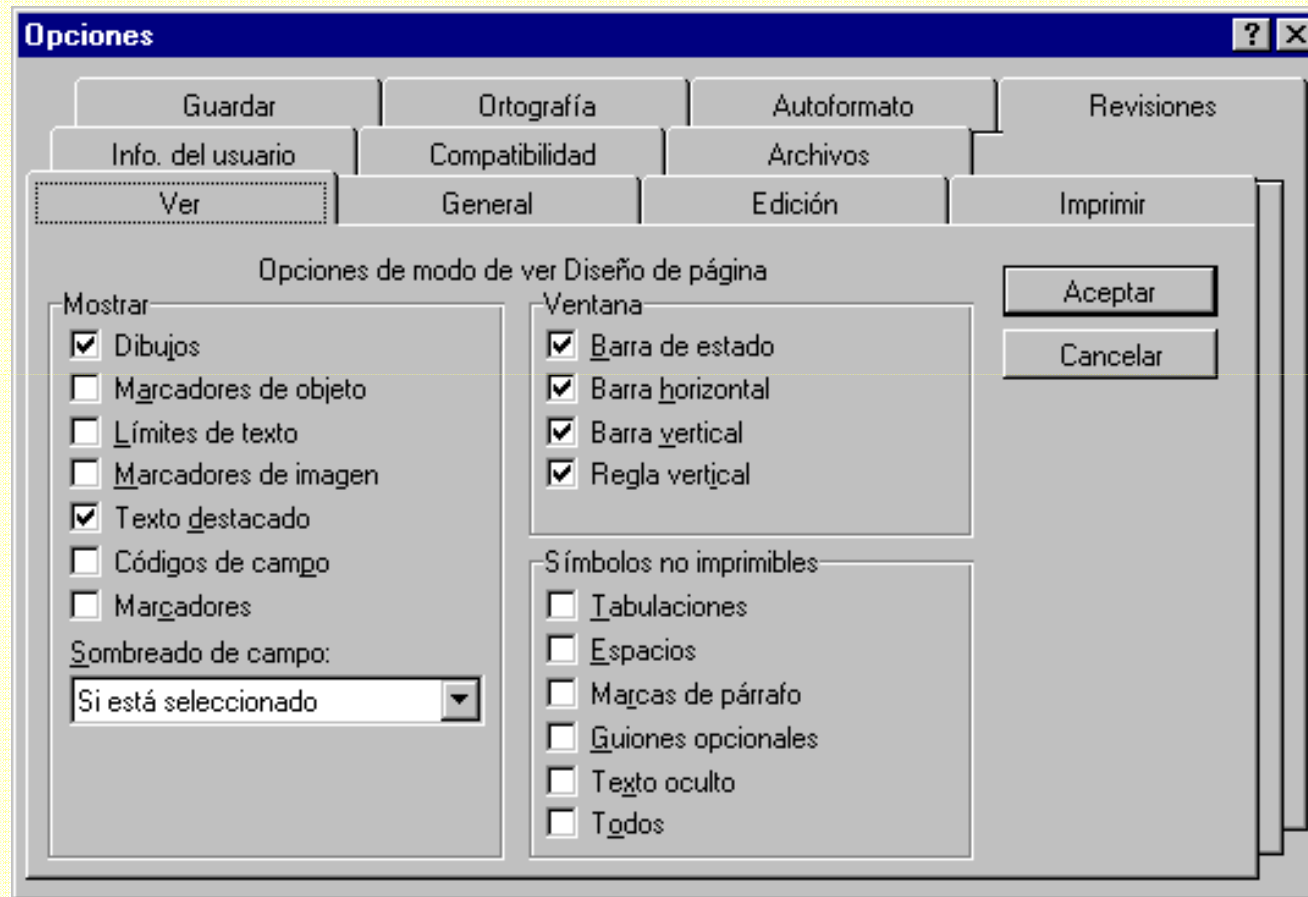 Opciones
Guardar Ortografía Autoformato Revisiones
Info. del usuario Compatibilidad Archivos
Ver General Edición Imprimir
Opciones de modo de ver Diseño de página
Mostrar
Dibujos
Marcadores de objeto
Límites de texto
Marcadores de imagen
Texto destacado
Códigos de campo
Marcadores
Sombreado de campo:
Si está seleccionado
Ventana
Barra de estado
Barra horizontal
Barra vertical
Regla vertical
Símbolos no imprimibles
Tabulaciones
Espacios
Marcas de párrafo
Guiones opcionales
Texto oculto
Todos
Aceptar
Cancelar